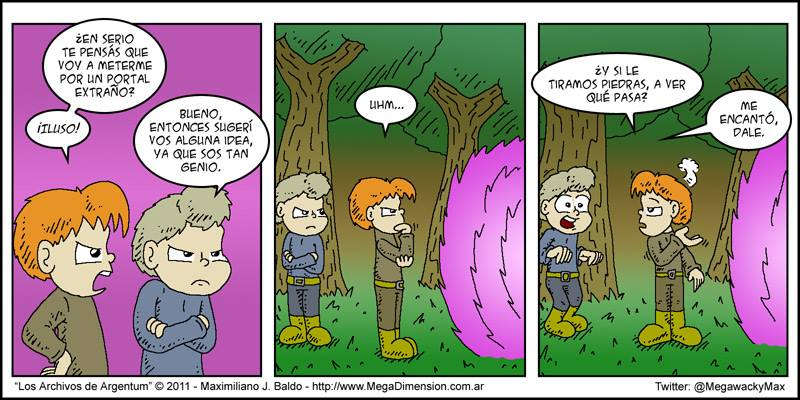 ¿EN SERIO
TE PENSÁS QUE
VOY A METERME
POR UN PORTAL
EXTRAÑO?
¡ILUSO!
BUENO,
ENTONCES SUGERÍ
VOS ALGUNA IDEA,
YA QUE SOS TAN
GENIO.
UHM...
¿Y SI LE
TIRAMOS PIEDRAS, A VER
QUÉ PASA?
ME
ENCANTÓ,
DALE.
"Los Archivos de Argentum" © 2011 - Maximiliano J. Baldo - http://www.MegaDimension.com.ar
Twitter: @MegawackyMax